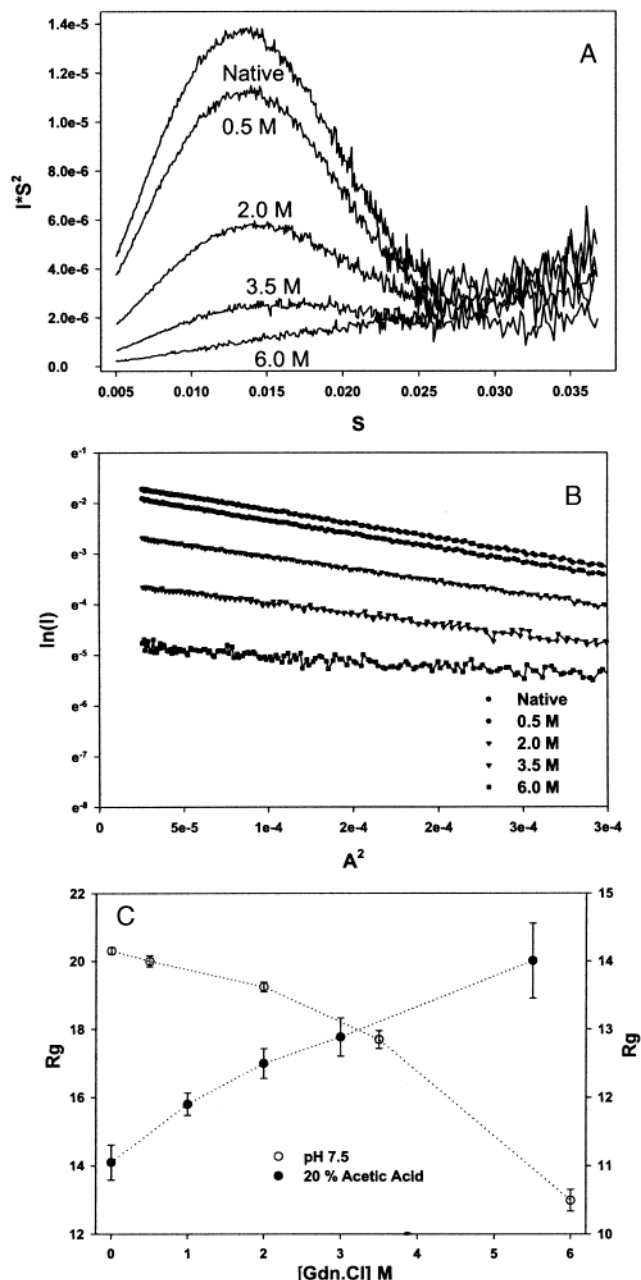 A
1.4e-5
1.2e-5
1.0e-5
8.0e-6
6.0e-6
4.0e-6
2.0e-6
0.0
I*S²
Native
0.5 M
2.0 M
3.5 M
6.0 M
0.005 0.010 0.015 0.020 0.025 0.030 0.035
S
B
e⁻¹
e⁻²
e⁻³
e⁻⁴
e⁻⁵
e⁻⁶
e⁻⁷
e⁻⁸
ln(I)
Native
0.5 M
2.0 M
3.5 M
6.0 M
0 5e-5 1e-4 2e-4 2e-4 3e-4 3e-4
A²
C
22
20
18
16
14
12
Rg
15
14
13
12
11
10
Rg
pH 7.5
20 % Acetic Acid
0 1 2 3 4 5 6
[Gdn.Cl] M